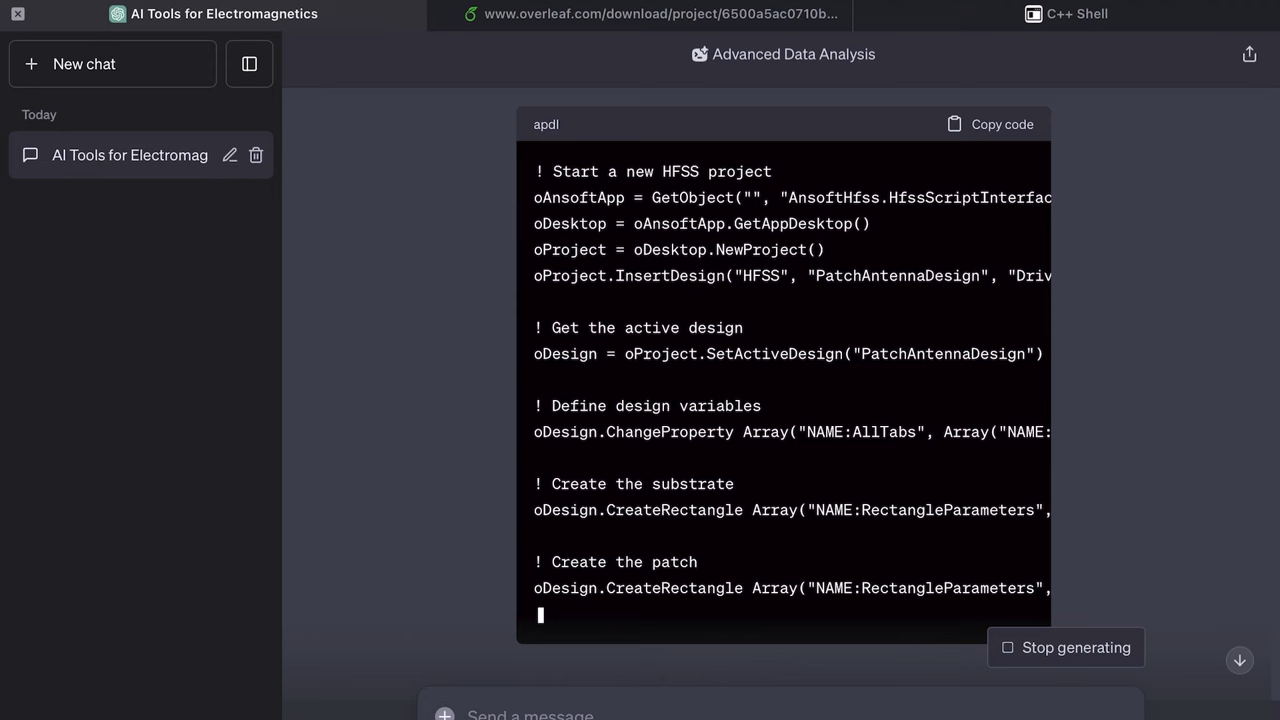 AI Tools for Electromagnetics
www.overleaf.com/download/project/6500a5ac0710b...
C++ Shell
New chat
Advanced Data Analysis
Today
AI Tools for Electromag
apdl
Copy code
! Start a new HFSS project
oAnsoftApp = GetObject("", "AnsoftHfss.HfssScriptInterfac
oDesktop = oAnsoftApp.GetAppDesktop()
oProject = oDesktop.NewProject()
oProject.InsertDesign("HFSS", "PatchAntennaDesign", "Driv
! Get the active design
oDesign = oProject.SetActiveDesign("PatchAntennaDesign")
! Define design variables
oDesign.ChangeProperty Array("NAME:AllTabs", Array("NAME:
! Create the substrate
oDesign.CreateRectangle Array("NAME:RectangleParameters",
! Create the patch
oDesign.CreateRectangle Array("NAME:RectangleParameters",
Stop generating
Send a message